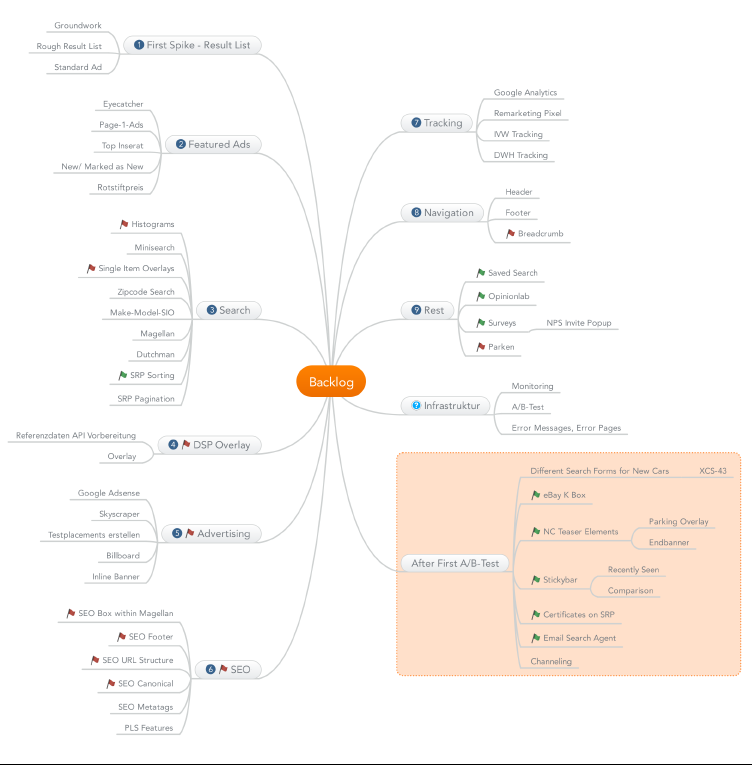 Groundwork
Rough Result List
Standard Ad
1 First Spike - Result List
Eyecatcher
Page-1-Ads
Top Inserat
New/ Marked as New
Rotstiftpreis
2 Featured Ads
Histograms
Minisearch
Single Item Overlays
Zipcode Search
Make-Model-SIO
Magellan
Dutchman
SRP Sorting
SRP Pagination
3 Search
Referenzdaten API Vorbereitung
Overlay
4 DSP Overlay
Google Adsense
Skyscraper
Testplacements erstellen
Billboard
Inline Banner
5 Advertising
SEO Box within Magellan
SEO Footer
SEO URL Structure
SEO Canonical
SEO Metatags
PLS Features
6 SEO
Backlog
7 Tracking
Google Analytics
Remarketing Pixel
IVW Tracking
DWH Tracking
8 Navigation
Header
Footer
Breadcrumb
9 Rest
Saved Search
Opinionlab
Surveys
NPS Invite Popup
Parken
? Infrastruktur
Monitoring
A/B-Test
Error Messages, Error Pages
After First A/B-Test
Different Search Forms for New Cars
XCS-43
eBay K Box
NC Teaser Elements
Parking Overlay
Endbanner
Stickybar
Recently Seen
Comparison
Certificates on SRP
Email Search Agent
Channeling